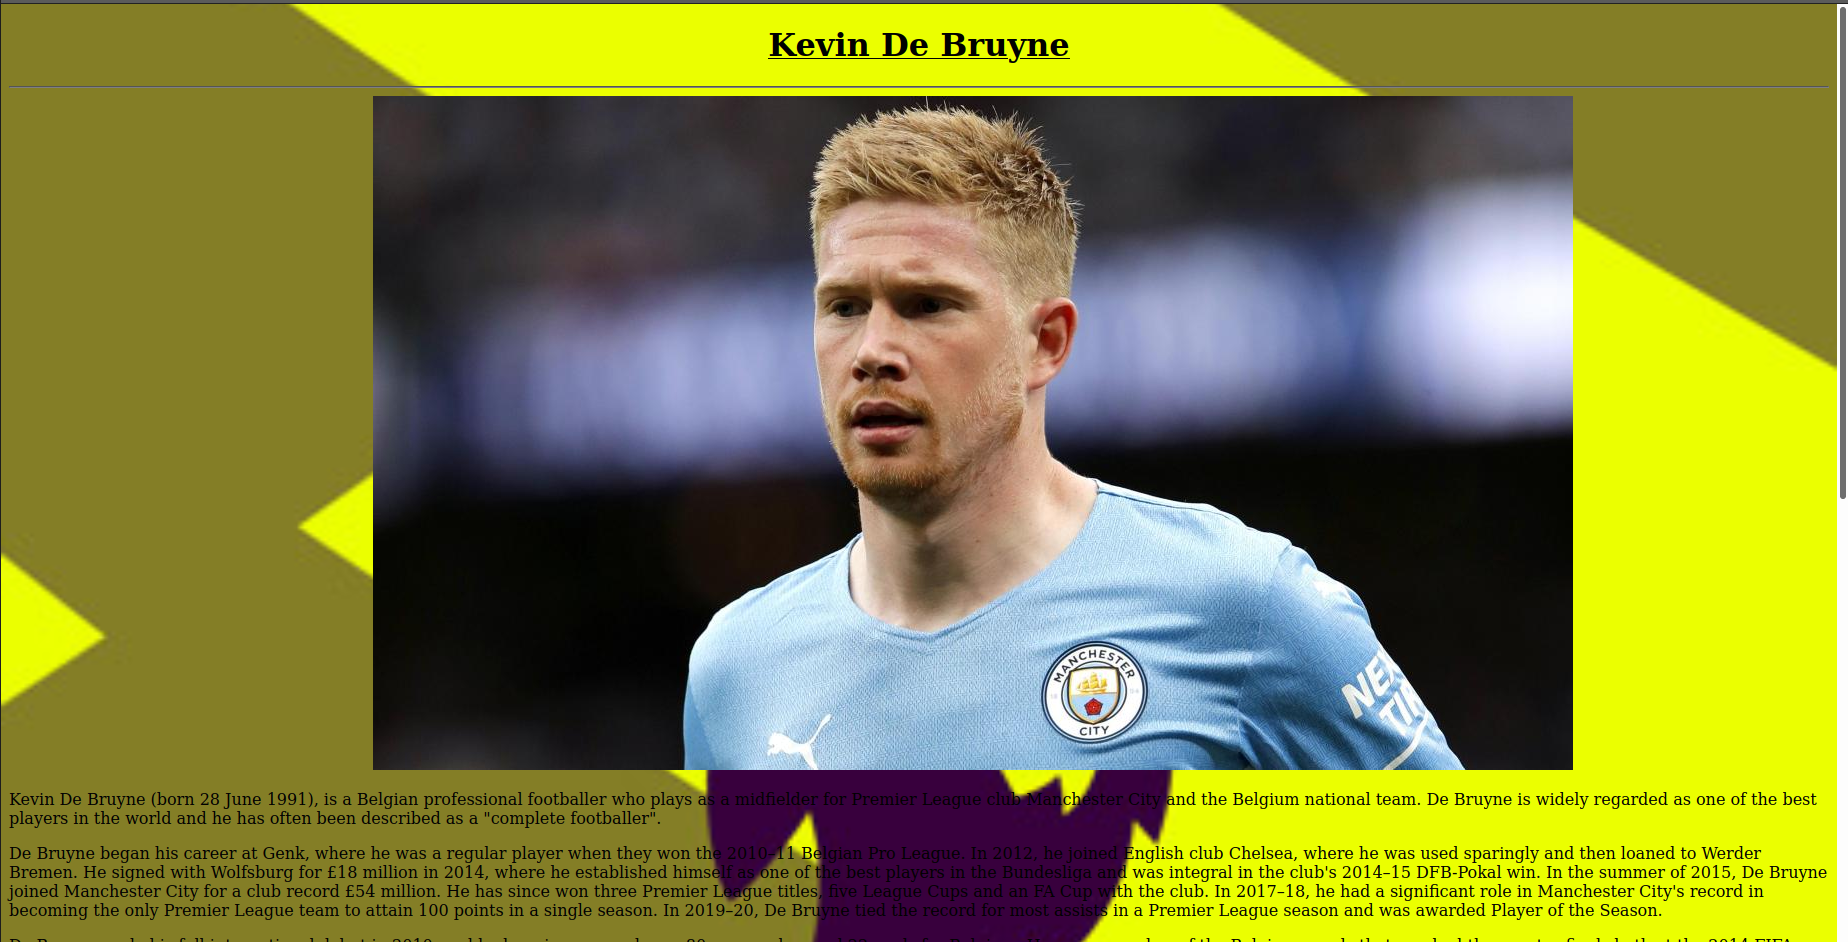 Kevin De Bruyne
MANCHESTER
18 94
CITY
NEX
TIR
Kevin De Bruyne (born 28 June 1991), is a Belgian professional footballer who plays as a midfielder for Premier League club Manchester City and the Belgium national team. De Bruyne is widely regarded as one of the best
players in the world and he has often been described as a "complete footballer".
De Bruyne began his career at Genk, where he was a regular player when they won the 2010–11 Belgian Pro League. In 2012, he joined English club Chelsea, where he was used sparingly and then loaned to Werder
Bremen. He signed with Wolfsburg for £18 million in 2014, where he established himself as one of the best players in the Bundesliga and was integral in the club's 2014–15 DFB-Pokal win. In the summer of 2015, De Bruyne
joined Manchester City for a club record £54 million. He has since won three Premier League titles, five League Cups and an FA Cup with the club. In 2017–18, he had a significant role in Manchester City's record in
becoming the only Premier League team to attain 100 points in a single season. In 2019–20, De Bruyne tied the record for most assists in a Premier League season and was awarded Player of the Season.